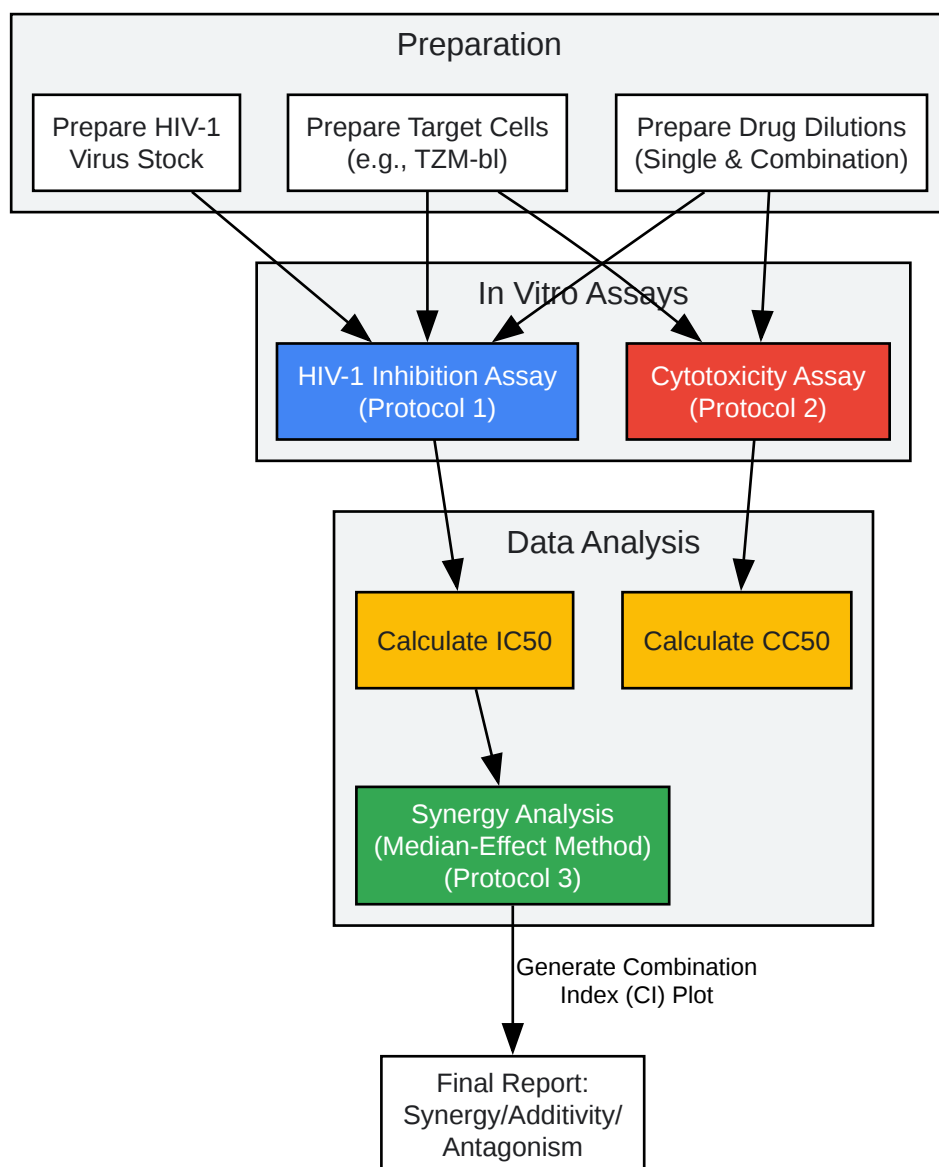 Preparation
Prepare HIV-1
Virus Stock
Prepare Target Cells
(e.g., TZM-bl)
Prepare Drug Dilutions
(Single & Combination)
In Vitro Assays
HIV-1 Inhibition Assay
(Protocol 1)
Cytotoxicity Assay
(Protocol 2)
Data Analysis
Calculate IC50
Calculate CC50
Synergy Analysis
(Median-Effect Method)
(Protocol 3)
Generate Combination
Index (CI) Plot
Final Report:
Synergy/Additivity/
Antagonism